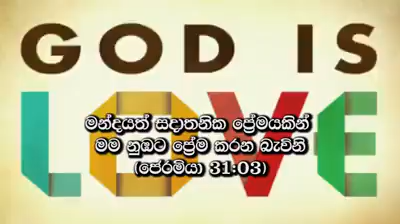 GOD IS
LOVE
මන්දයත් සදාතනික ප්‍රේමයකින්
මම නුඹට ප්‍රේම කරන බැවිනි
(ජෙරමියා 31:03)